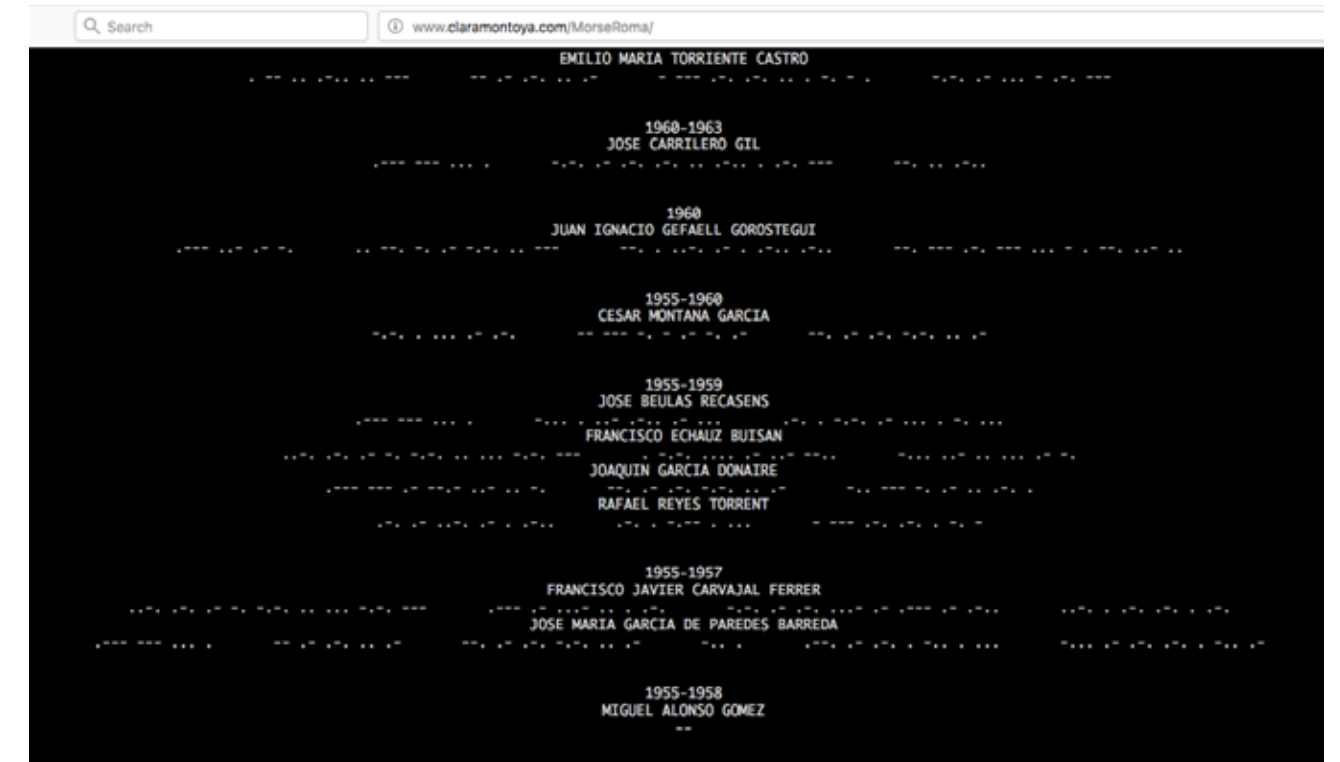 Search
www.claramontoya.com/MorseRoma/
EMILIO MARIA TORRIENTE CASTRO
. -- .. .-.. .. --- -- .- .-. .. .- - --- .-. .-. .. . -. - . -.-. .- ... - .-. ---
1960-1963
JOSE CARRILERO GIL
.--- --- ... . -.-. .- .-. .-. .. .-.. . .-. --- --. .. .-..
1960
JUAN IGNACIO GEFAELL GOROSTEGUI
.--- ..- .- -. .. --. -. .- -.-. .. --- --. . ..-. .- . .-.. .-.. --. --- .-. --- ... - . --. ..- ..
1955-1960
CESAR MONTANA GARCIA
-.-. . ... .- .-. -- --- -. - .- -. .- --. .- .-. -.-. .. .-
1955-1959
JOSE BEULAS RECASENS
.--- --- ... . -... . ..- .-.. .- ... .-. . -.-. .- ... . -. ...
FRANCISCO ECHAUZ BUISAN
..-. .-. .- -. -.-. .. ... -.-. --- . -.-. .... .- ..- --.. -... ..- .. ... .- -.
JOAQUIN GARCIA DONAIRE
.--- --- .- --.- ..- .. -. --. .- .-. -.-. .. .- -.. --- -. .- .. .-. .
RAFAEL REYES TORRENT
.-. .- ..-. .- . .-.. .-. . -.-- . ... - --- .-. .-. . -. -
1955-1957
FRANCISCO JAVIER CARVAJAL FERRER
..-. .-. .- -. -.-. .. ... -.-. --- .--- .- ...- .. . .-. -.-. .- .-. ...- .- .--- .- .-.. ..-. . .-. .-. . .-.
JOSE MARIA GARCIA DE PAREDES BARREDA
.--- --- ... . -- .- .-. .. .- --. .- .-. -.-. .. .- -.. . .--. .- .-. . -.. . ... -... .- .-. .-. . -.. .-
1955-1958
MIGUEL ALONSO GOMEZ
--